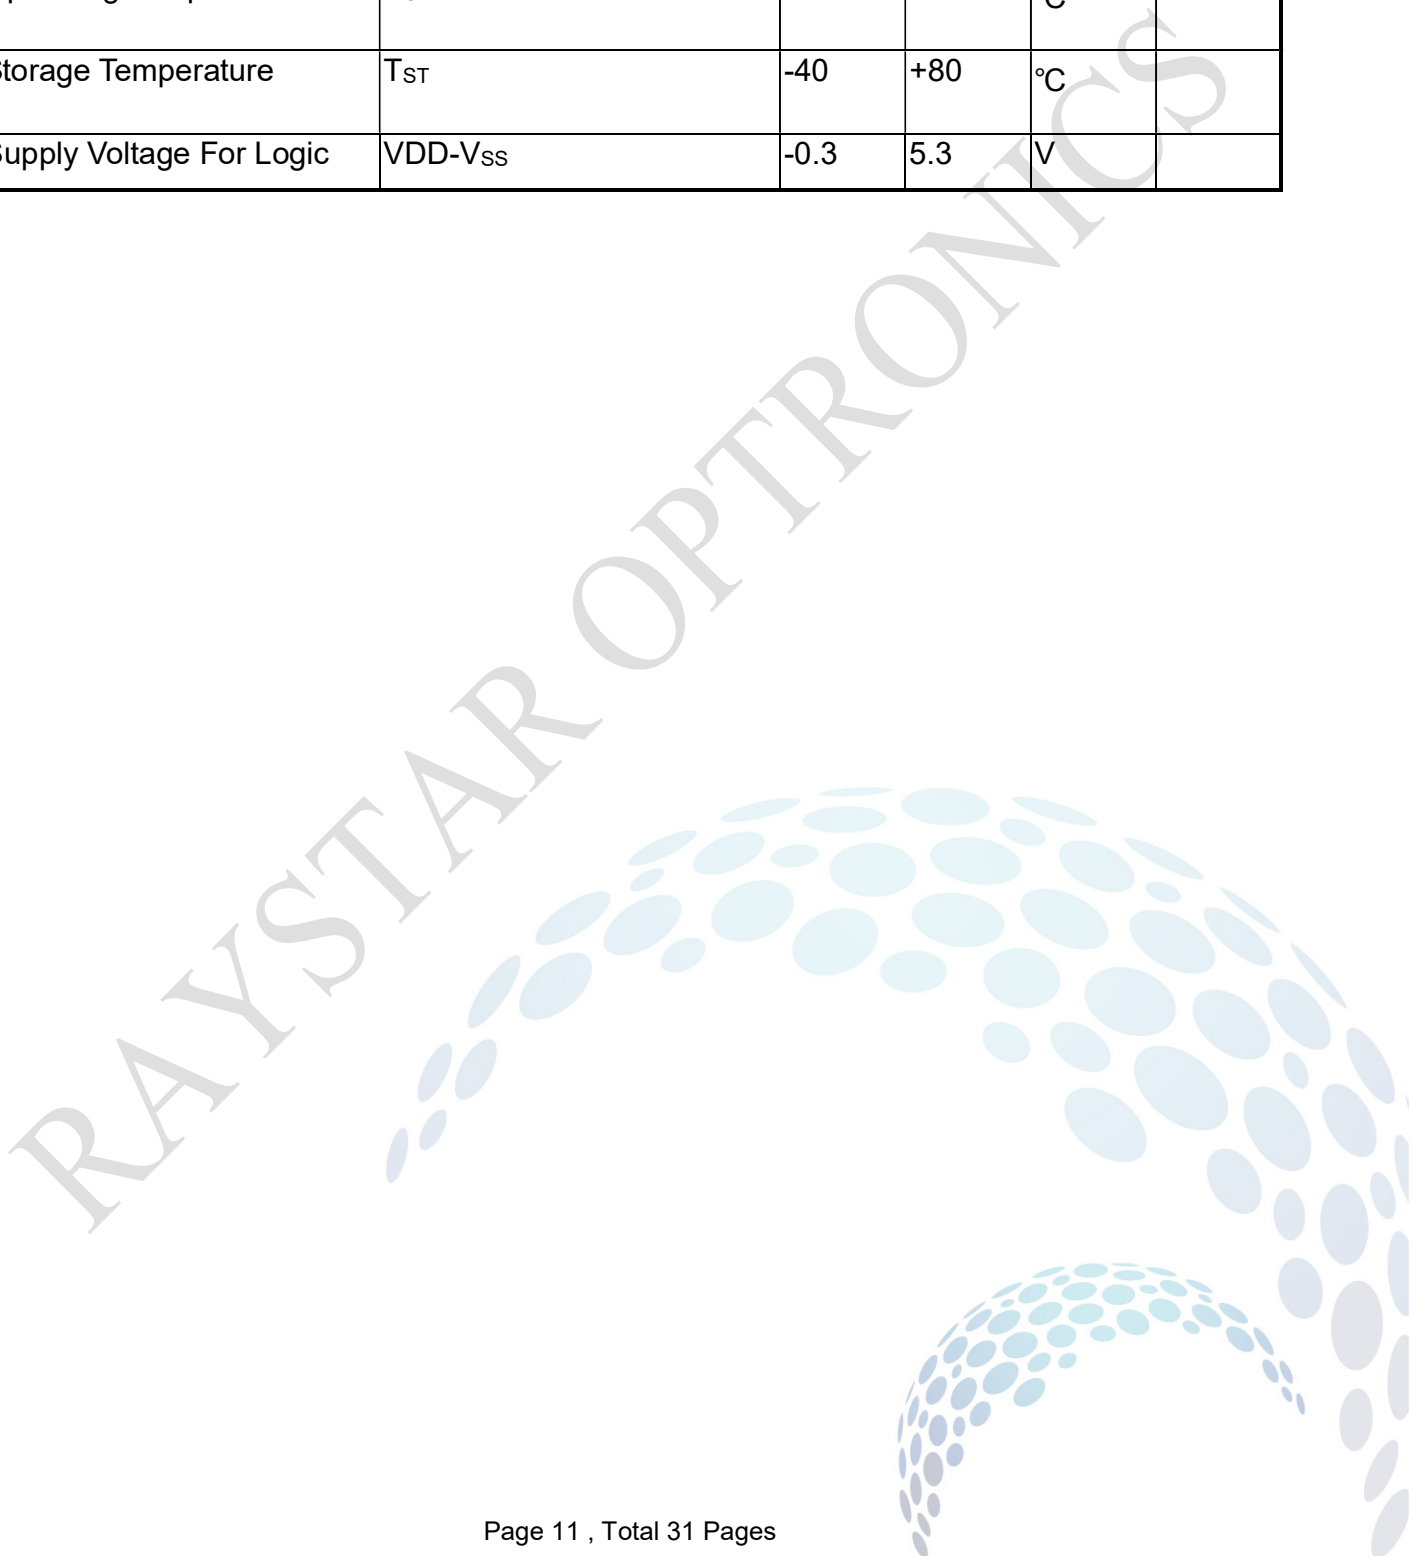 ℃
Storage Temperature TST -40 +80 ℃
Supply Voltage For Logic VDD-VSS -0.3 5.3 V
RAYSTAR OPTRONICS
Page 11 , Total 31 Pages